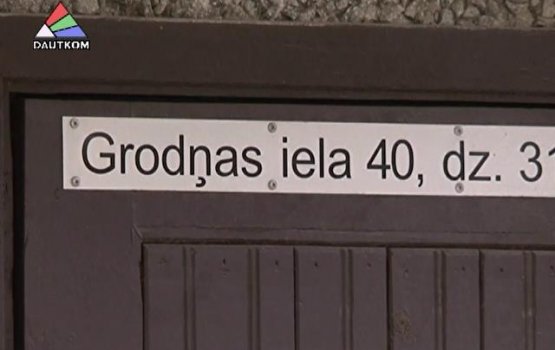 DAUTKOM
Grodņas iela 40, dz. 31